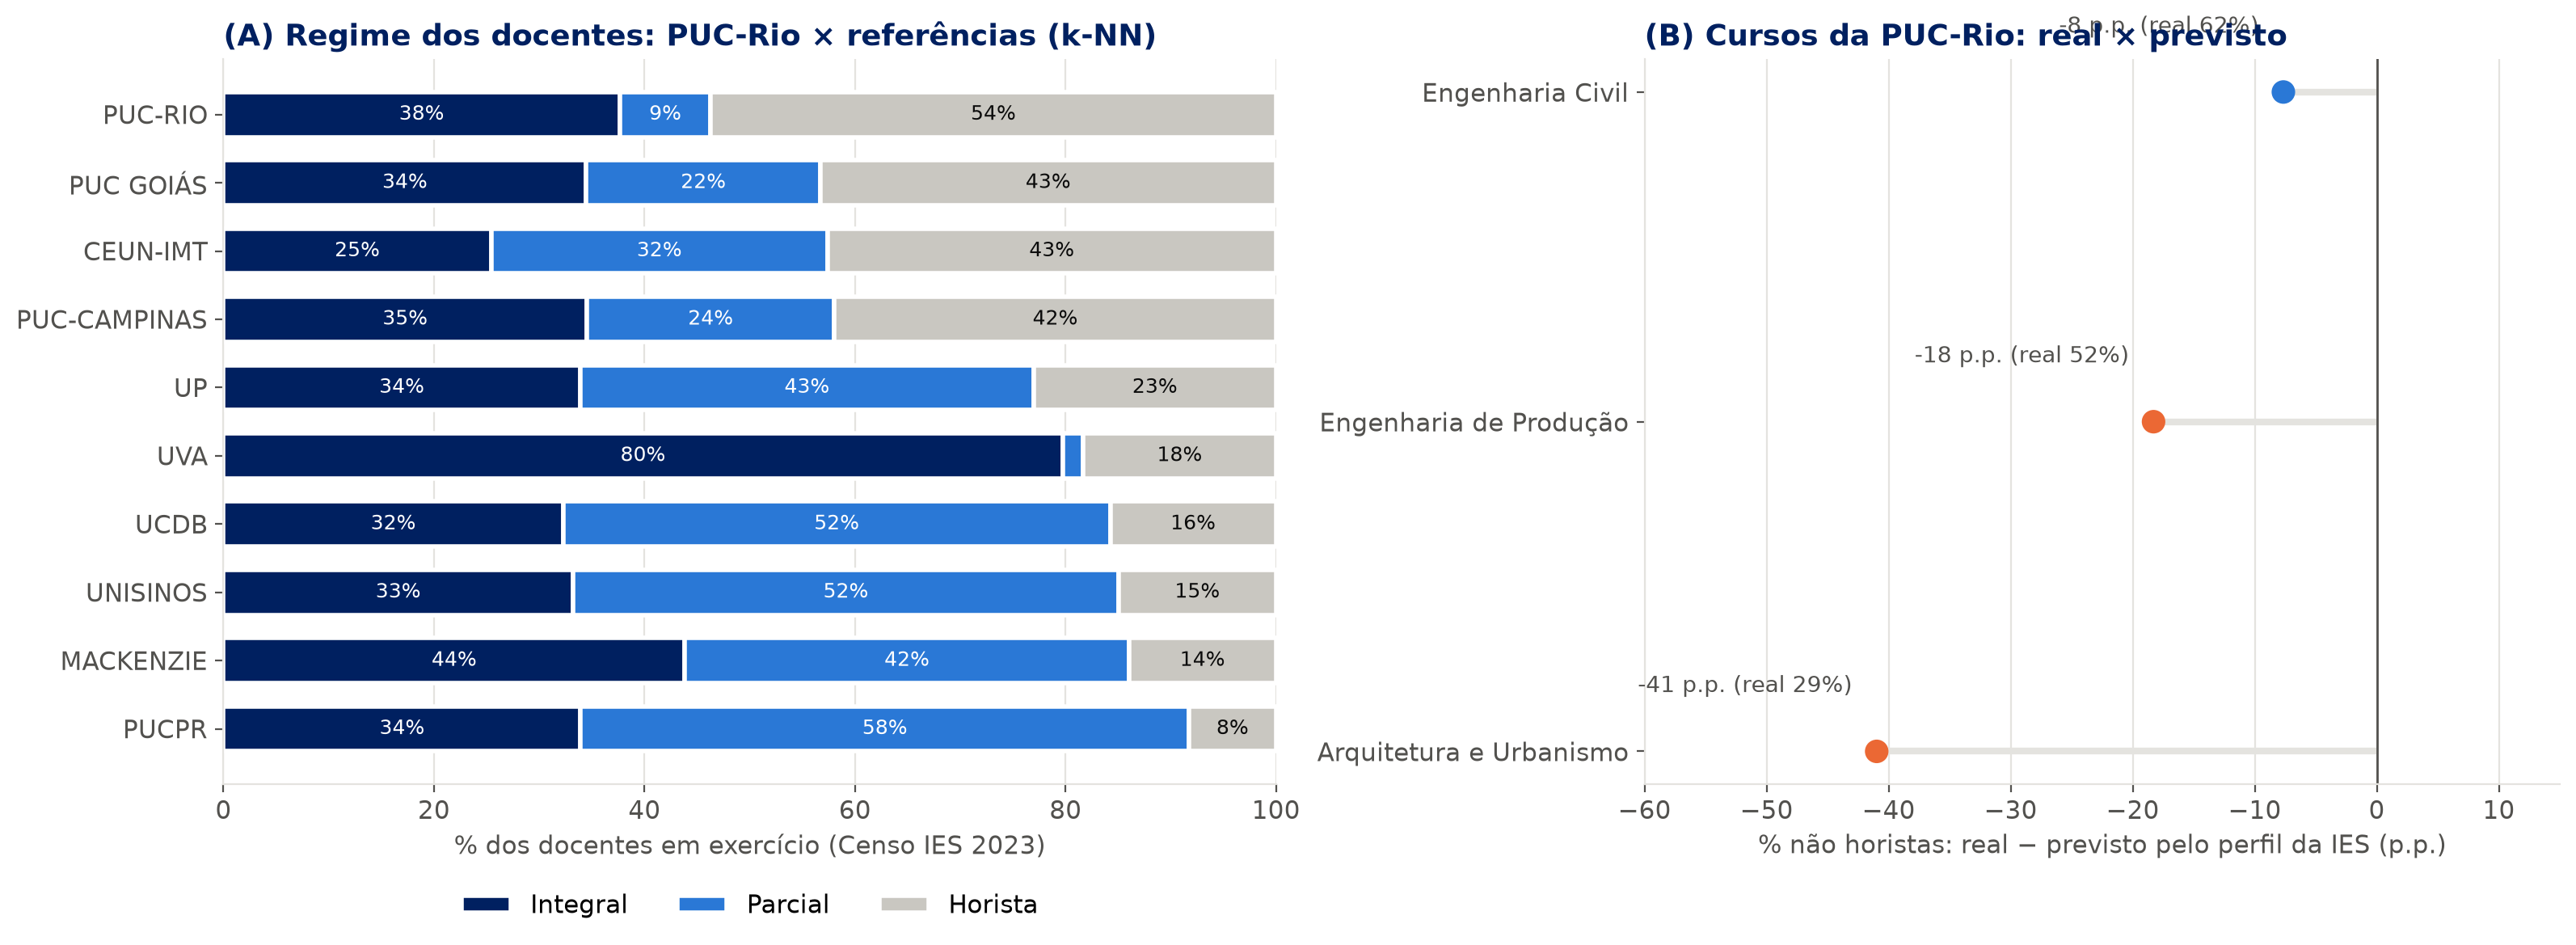 (A) Regime dos docentes: PUC-Rio × referências (k-NN)
PUC-RIO 38% 9% 54%
PUC GOIÁS 34% 22% 43%
CEUN-IMT 25% 32% 43%
PUC-CAMPINAS 35% 24% 42%
UP 34% 43% 23%
UVA 80% 18%
UCDB 32% 52% 16%
UNISINOS 33% 52% 15%
MACKENZIE 44% 42% 14%
PUCPR 34% 58% 8%
0 20 40 60 80 100
% dos docentes em exercício (Censo IES 2023)
Integral Parcial Horista
(B) Cursos da PUC-Rio: real × previsto
-8 p.p. (real 62%)
Engenharia Civil
-18 p.p. (real 52%)
Engenharia de Produção
-41 p.p. (real 29%)
Arquitetura e Urbanismo
−60 −50 −40 −30 −20 −10 0 10
% não horistas: real − previsto pelo perfil da IES (p.p.)